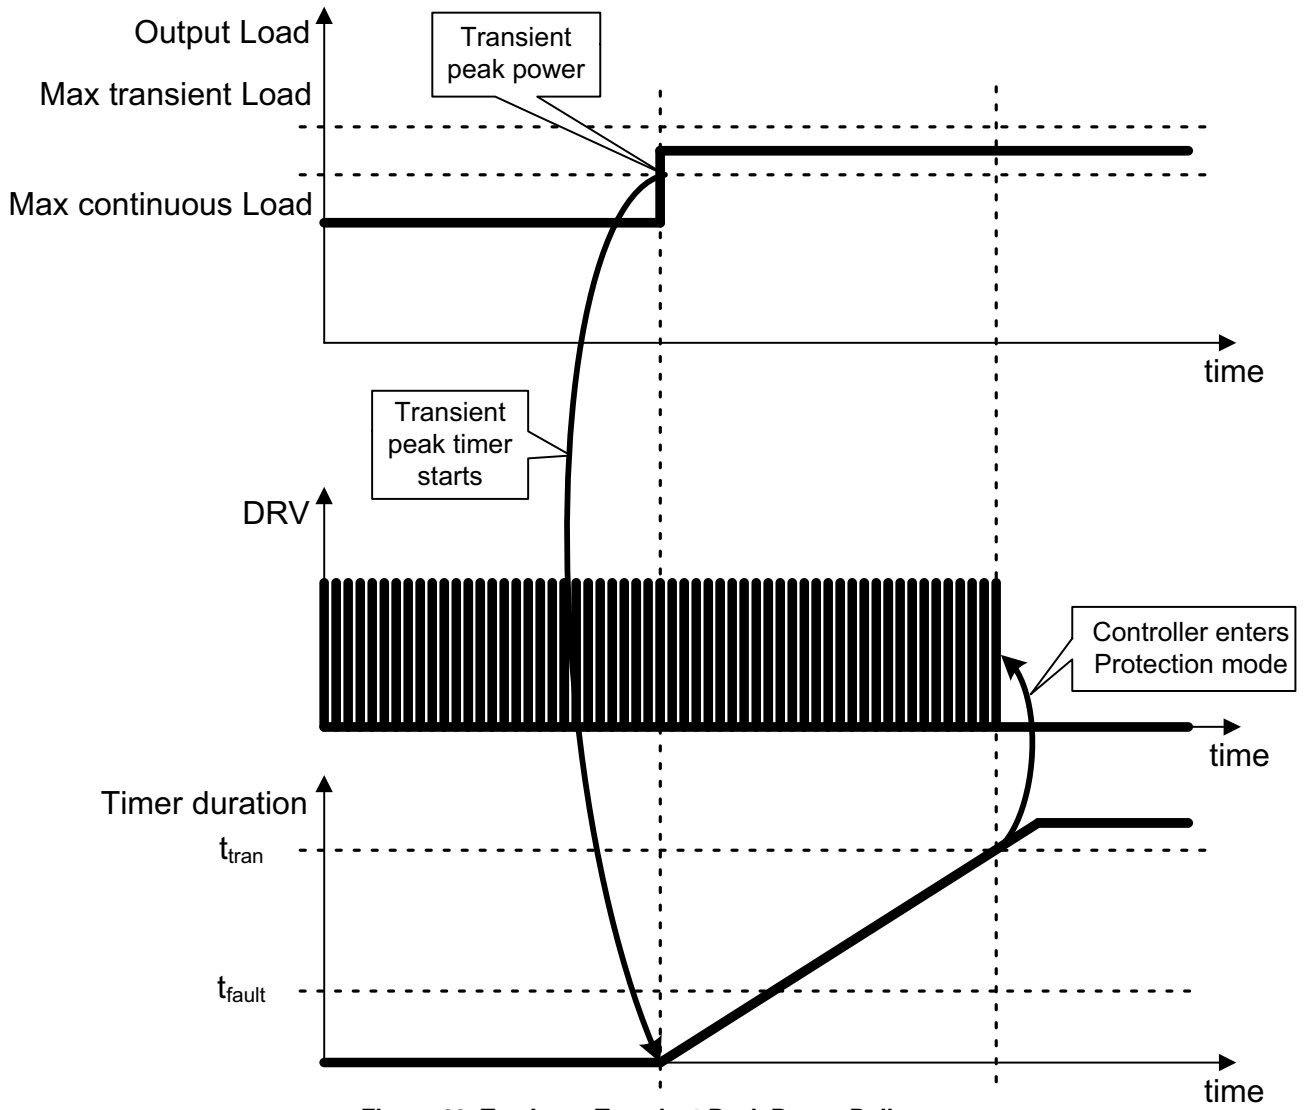 Output Load
Transient
peak power
Max transient Load
Max continuous Load
time
Transient
peak timer
starts
DRV
Controller enters
Protection mode
time
Timer duration
ttran
tfault
time